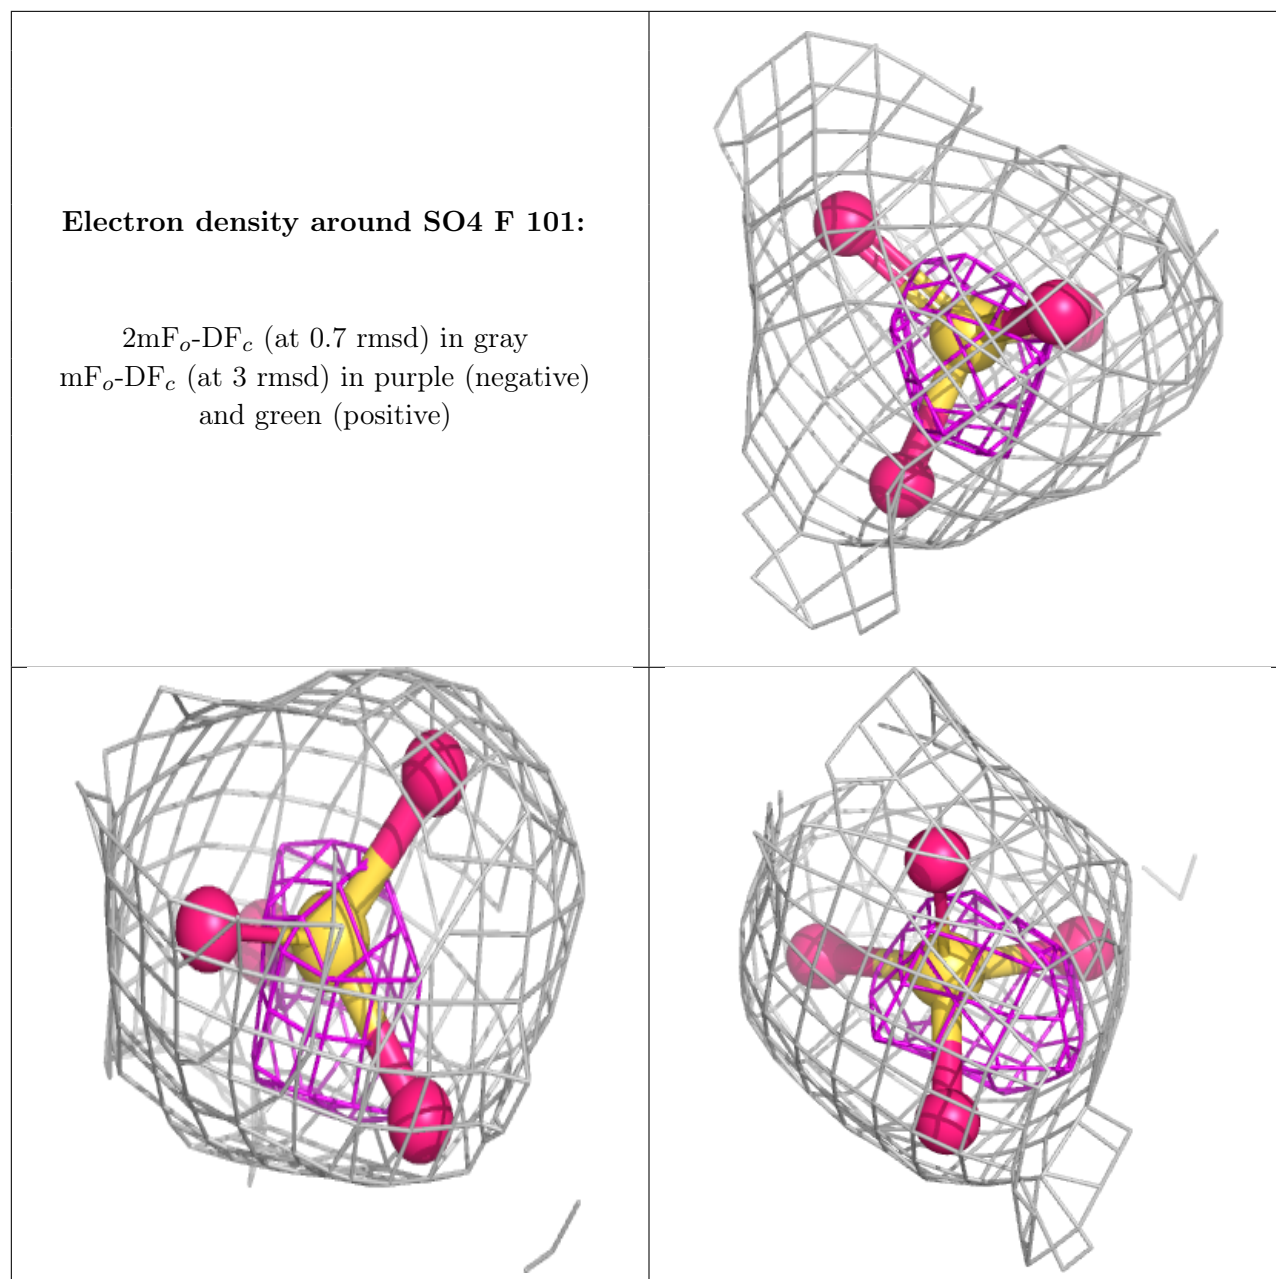 Electron density around SO4 F 101:
2mFo-DFc (at 0.7 rmsd) in gray
mFo-DFc (at 3 rmsd) in purple (negative)
and green (positive)